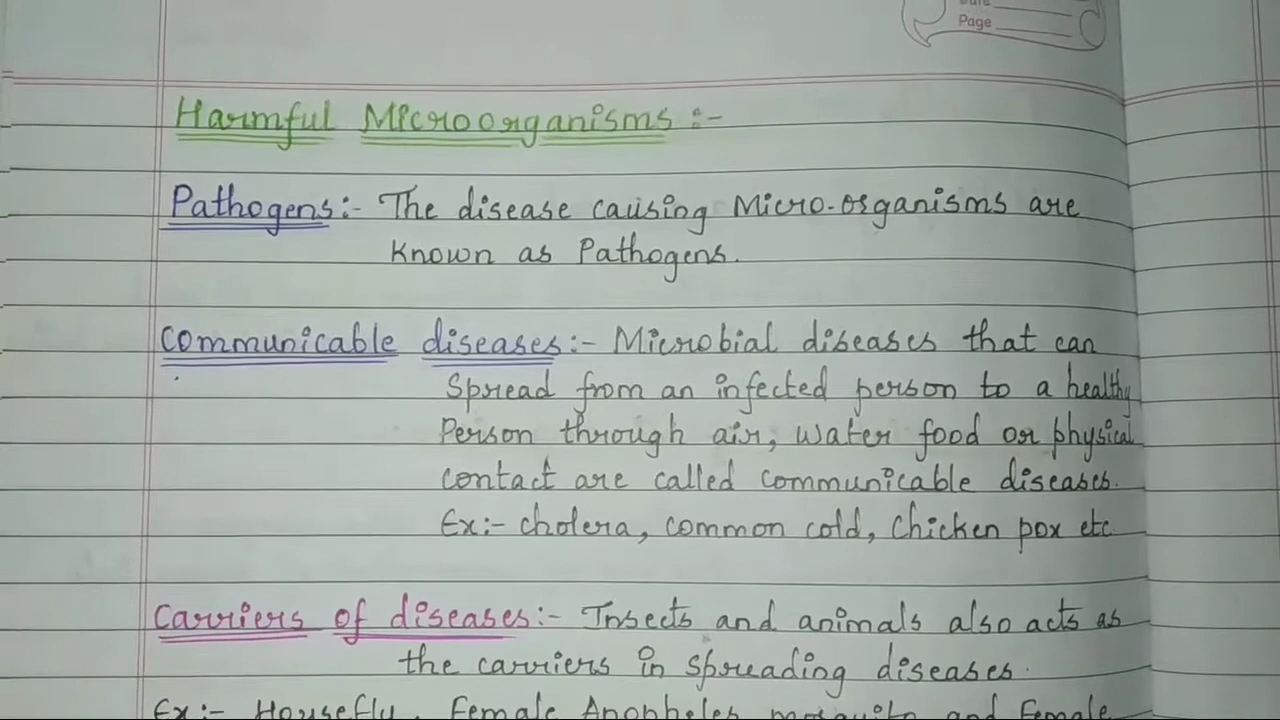 Page
Harmful Microorganisms :-
Pathogens:- The disease causing Micro-organisms are
Known as Pathogens.
Communicable diseases:- Microbial diseases that can
Spread from an infected person to a healthy
Person through air, water food or physical
contact are called communicable diseases.
Ex:- cholera, common cold, chicken pox etc
Carriers of diseases:- Insects and animals also acts as
the carriers in spreading diseases.
Ex:- Housefly, Female Anopheles mosquito and Female